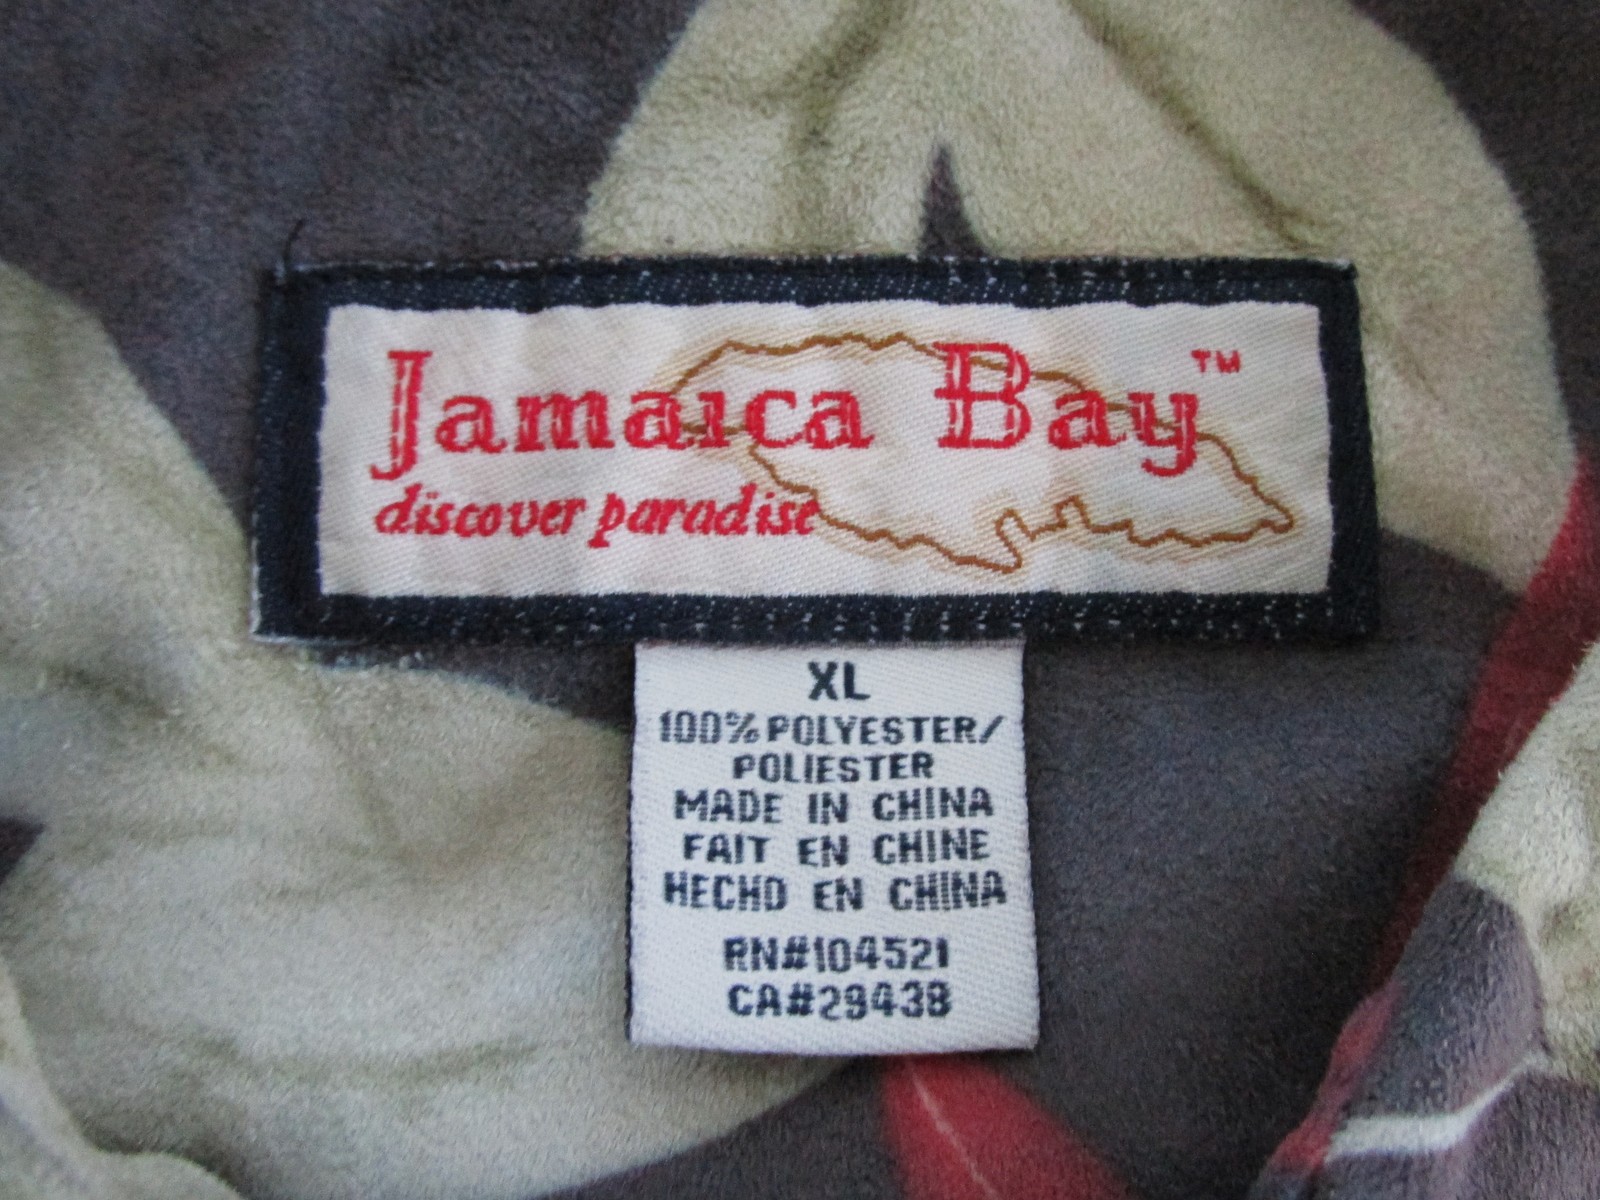 Jamaica Bay™
discover paradise
XL
100% POLYESTER/
POLIESTER
MADE IN CHINA
FAIT EN CHINE
HECHO EN CHINA
RN#104521
CA#29438